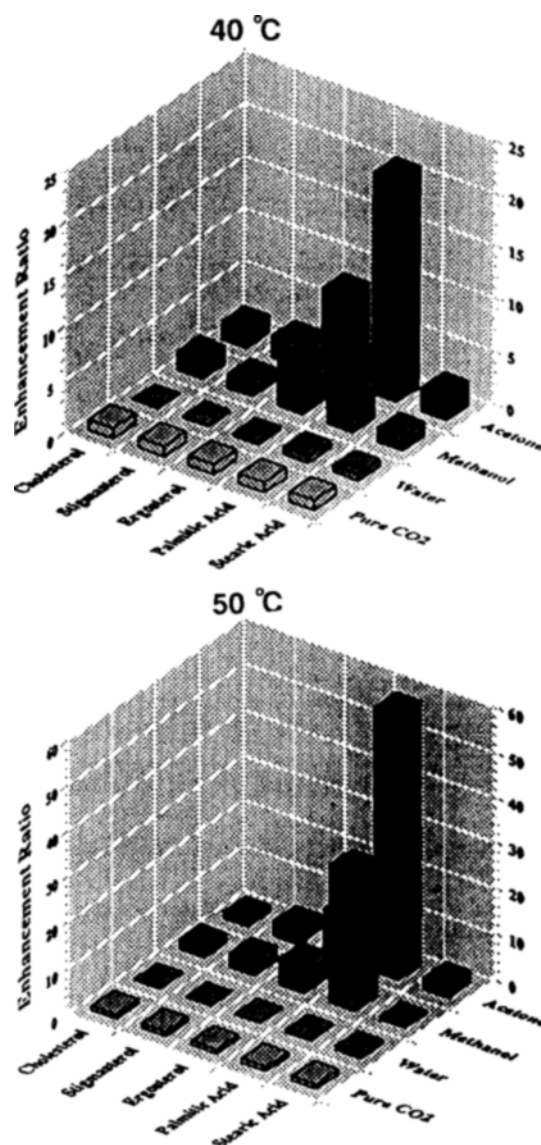 40 °C
25
20
15
10
5
0
Enhancement Ratio
25
20
15
10
5
0
Cholesterol
Stigmasterol
Ergosterol
Palmitic Acid
Stearic Acid
Acetone
Methanol
Water
Pure CO2
50 °C
60
50
40
30
20
10
0
Enhancement Ratio
60
50
40
30
20
10
0
Cholesterol
Stigmasterol
Ergosterol
Palmitic Acid
Stearic Acid
Acetone
Methanol
Water
Pure CO2